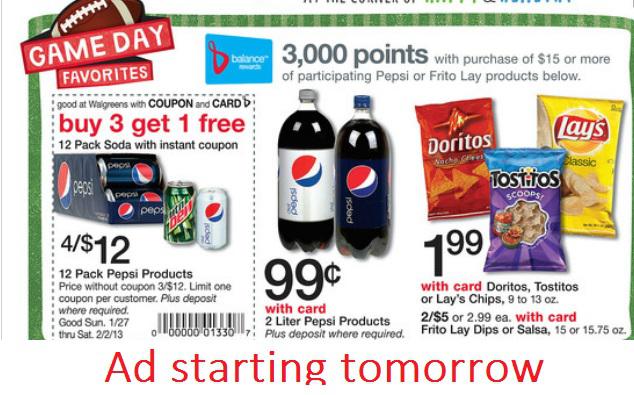 GAME DAY
FAVORITES
balance
rewards
3,000 points with purchase of $15 or more
of participating Pepsi or Frito Lay products below.
good at Walgreens with COUPON and CARD
buy 3 get 1 free
12 Pack Soda with instant coupon
pepsi
pepsi
pepsi
pepsi
4/$12
12 Pack Pepsi Products
Price without coupon 3/$12. Limit one
coupon per customer. Plus deposit
where required.
Good Sun. 1/27
thru Sat. 2/2/13
0 00000 01330 7
pepsi
pepsi
99¢
with card
2 Liter Pepsi Products
Plus deposit where required.
Doritos
Nacho Cheese
Lay's
Classic
TOSTITOS
SCOOPS!
1.99
with card Doritos, Tostitos
or Lay's Chips, 9 to 13 oz.
2/$5 or 2.99 ea. with card
Frito Lay Dips or Salsa, 15 or 15.75 oz.
Ad starting tomorrow